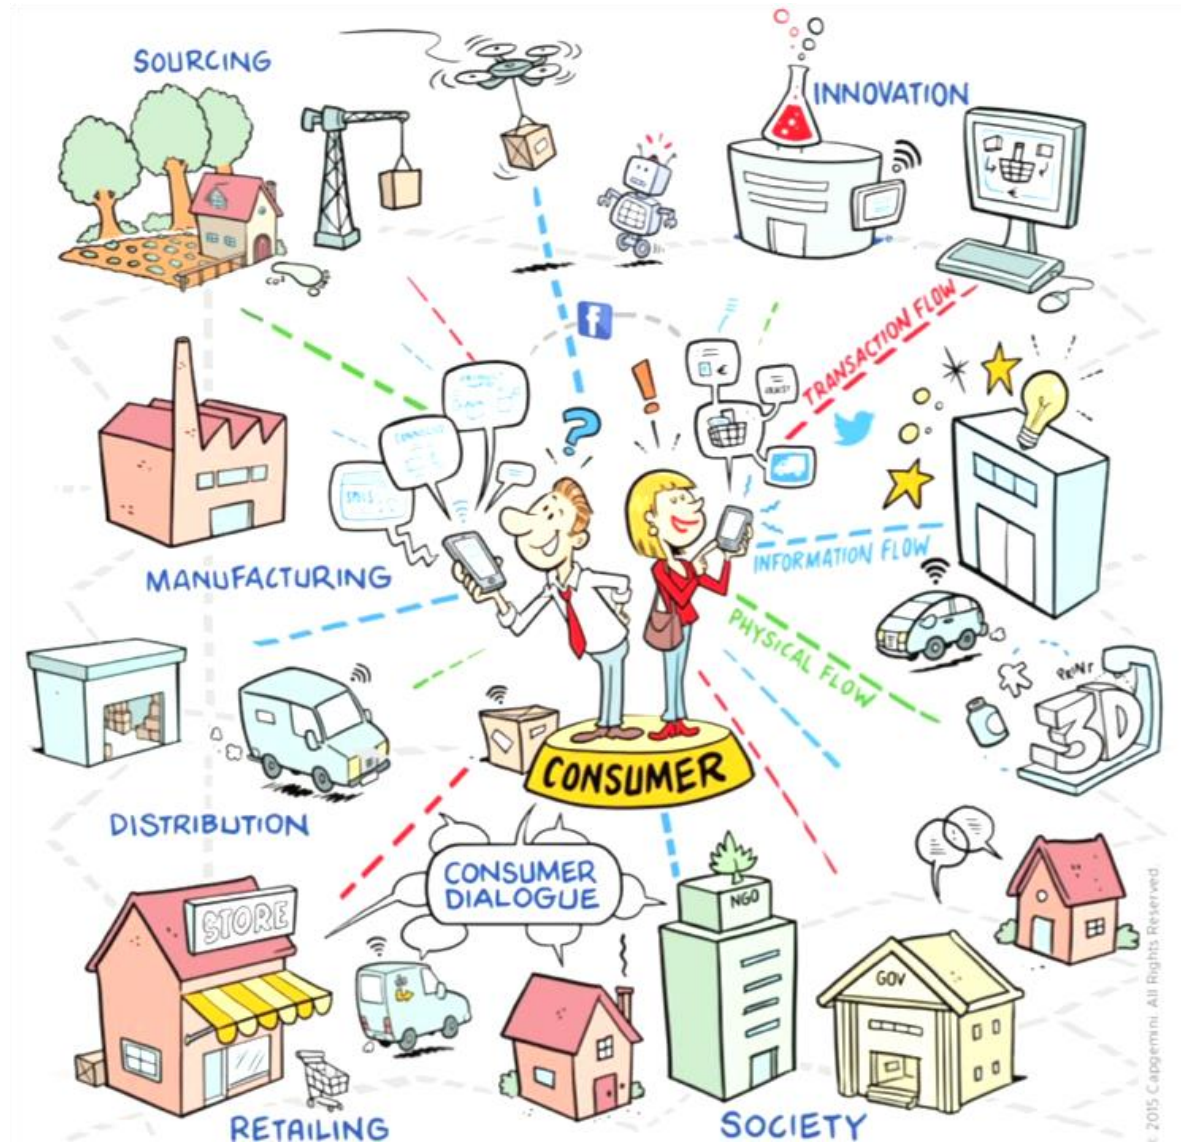 SOURCING
INNOVATION
CO₂
€
f
TRANSACTION FLOW
€
MANUFACTURING
INFORMATION FLOW
PHYSICAL FLOW
PRINT
3D
CONSUMER
DISTRIBUTION
CONSUMER
DIALOGUE
STORE
NGO
GOV
RETAILING
SOCIETY
2015 Capgemini. All Rights Reserved.